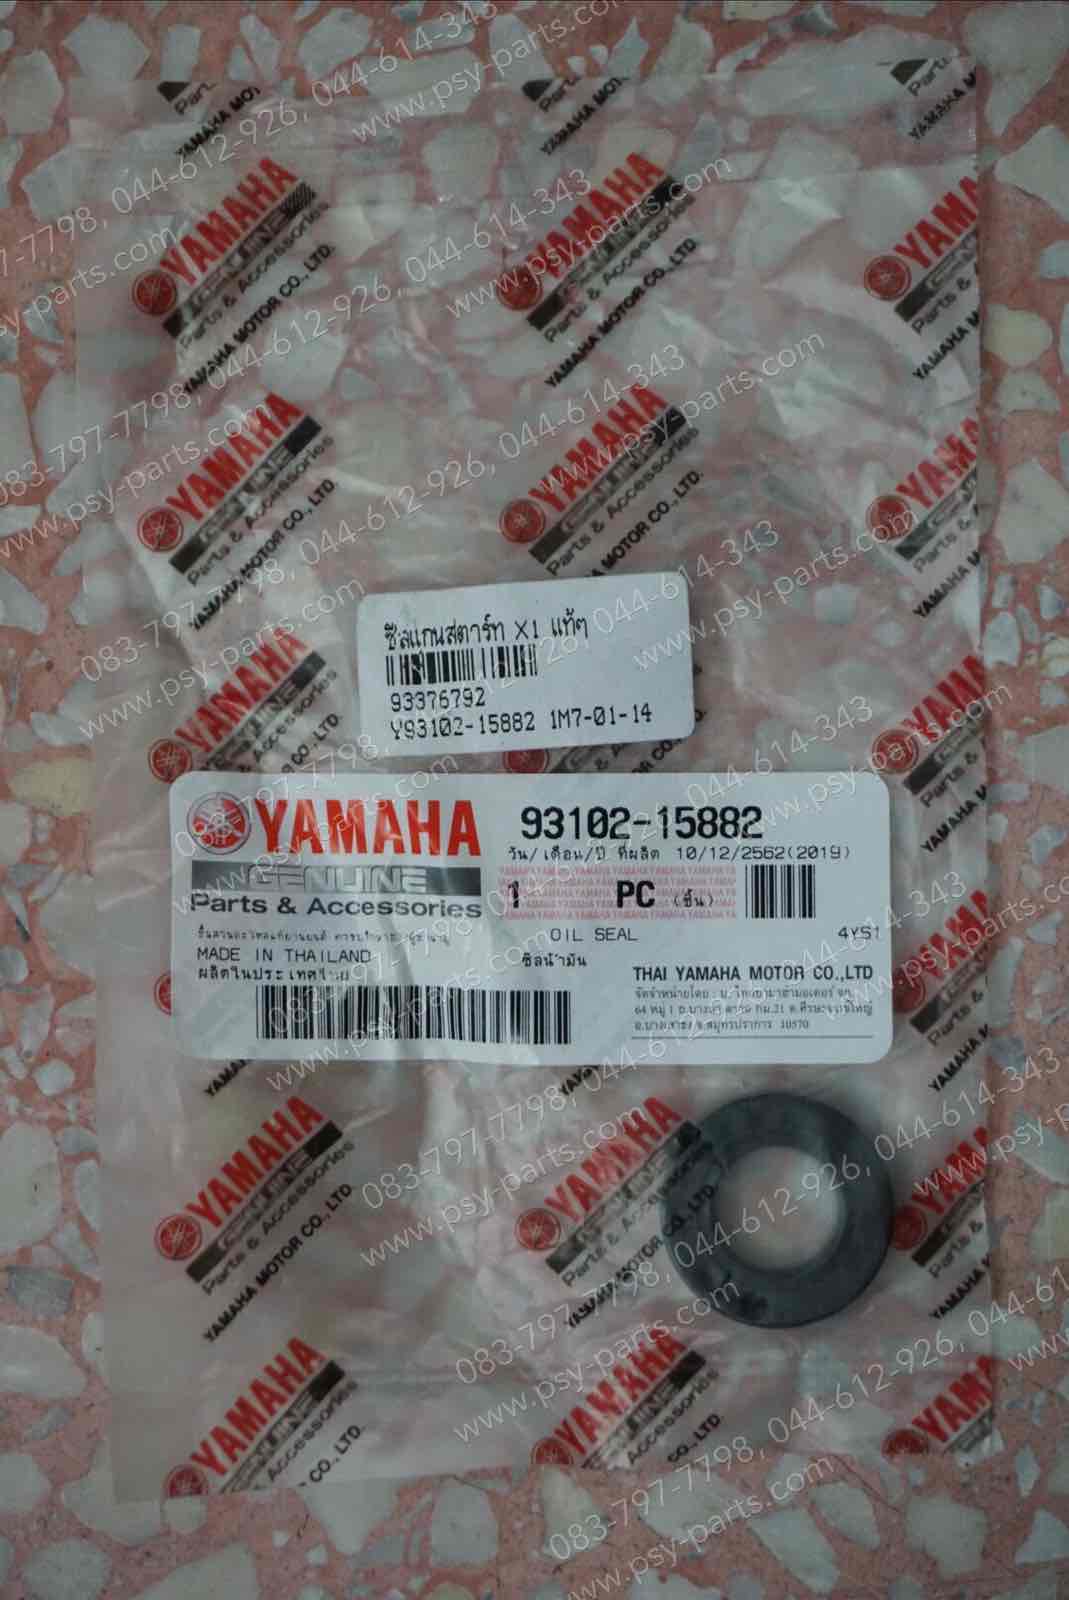 ซีลแกนสตาร์ท X1 แท้ๆ
93376792
Y93102-15882 1M7-01-14
YAMAHA
GENUINE
Parts & Accessories
93102-15882
วัน/เดือน/ปี ที่ผลิต 10/12/2562(2019)
1 PC (ชิ้น)
OIL SEAL 4YS1
ซีลน้ำมัน
MADE IN THAILAND
ผลิตในประเทศไทย
THAI YAMAHA MOTOR CO.,LTD
YAMAHA
GENUINE
Parts & Accessories
YAMAHA MOTOR CO.,LTD.
083-797-7798, 044-612-926, 044-614-343
www.psy-parts.com